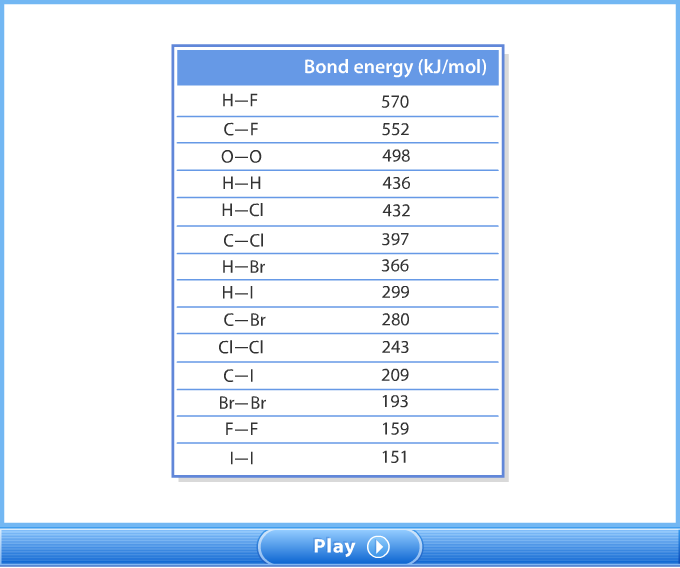 Bond energy (kJ/mol)
H—F 570
C—F 552
O—O 498
H—H 436
H—Cl 432
C—Cl 397
H—Br 366
H—I 299
C—Br 280
Cl—Cl 243
C—I 209
Br—Br 193
F—F 159
I—I 151
Play